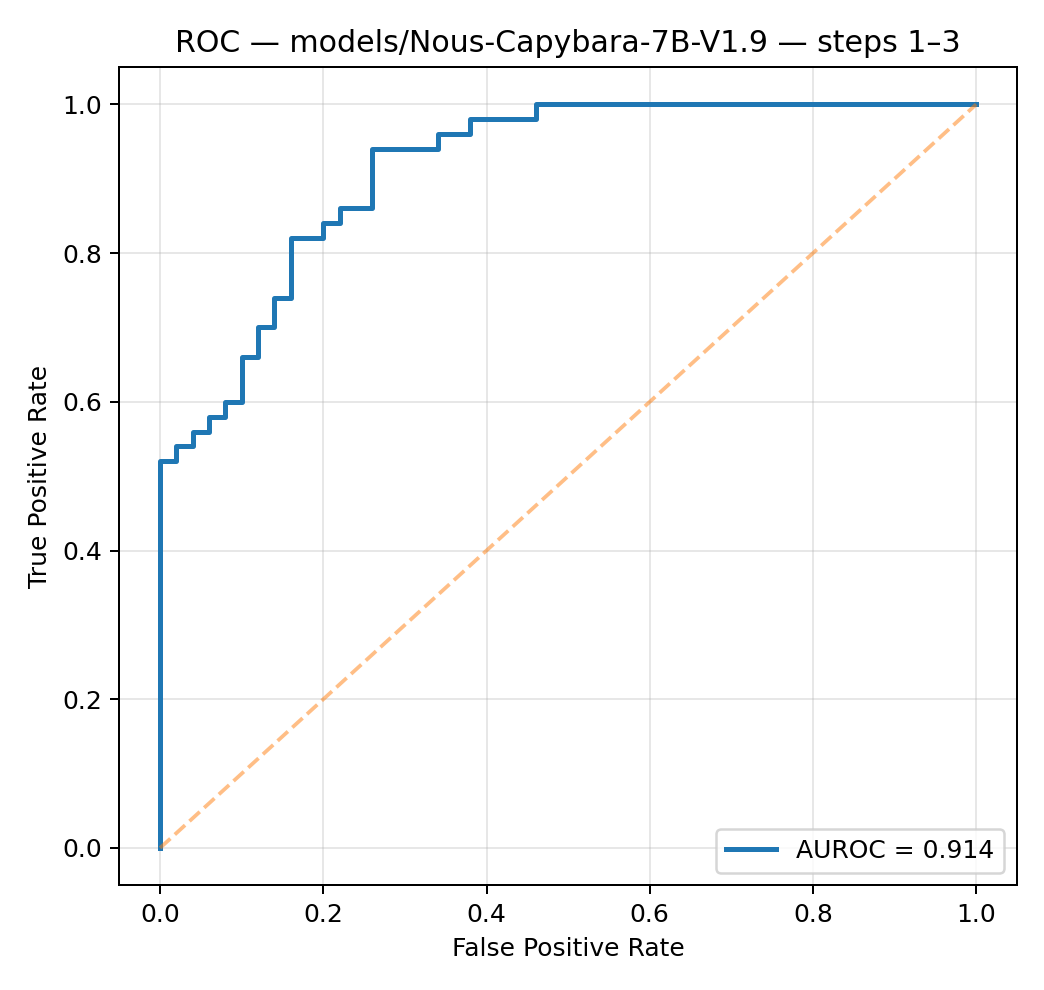 ROC — models/Nous-Capybara-7B-V1.9 — steps 1–3
True Positive Rate
1.0
0.8
0.6
0.4
0.2
0.0
AUROC = 0.914
0.0 0.2 0.4 0.6 0.8 1.0
False Positive Rate